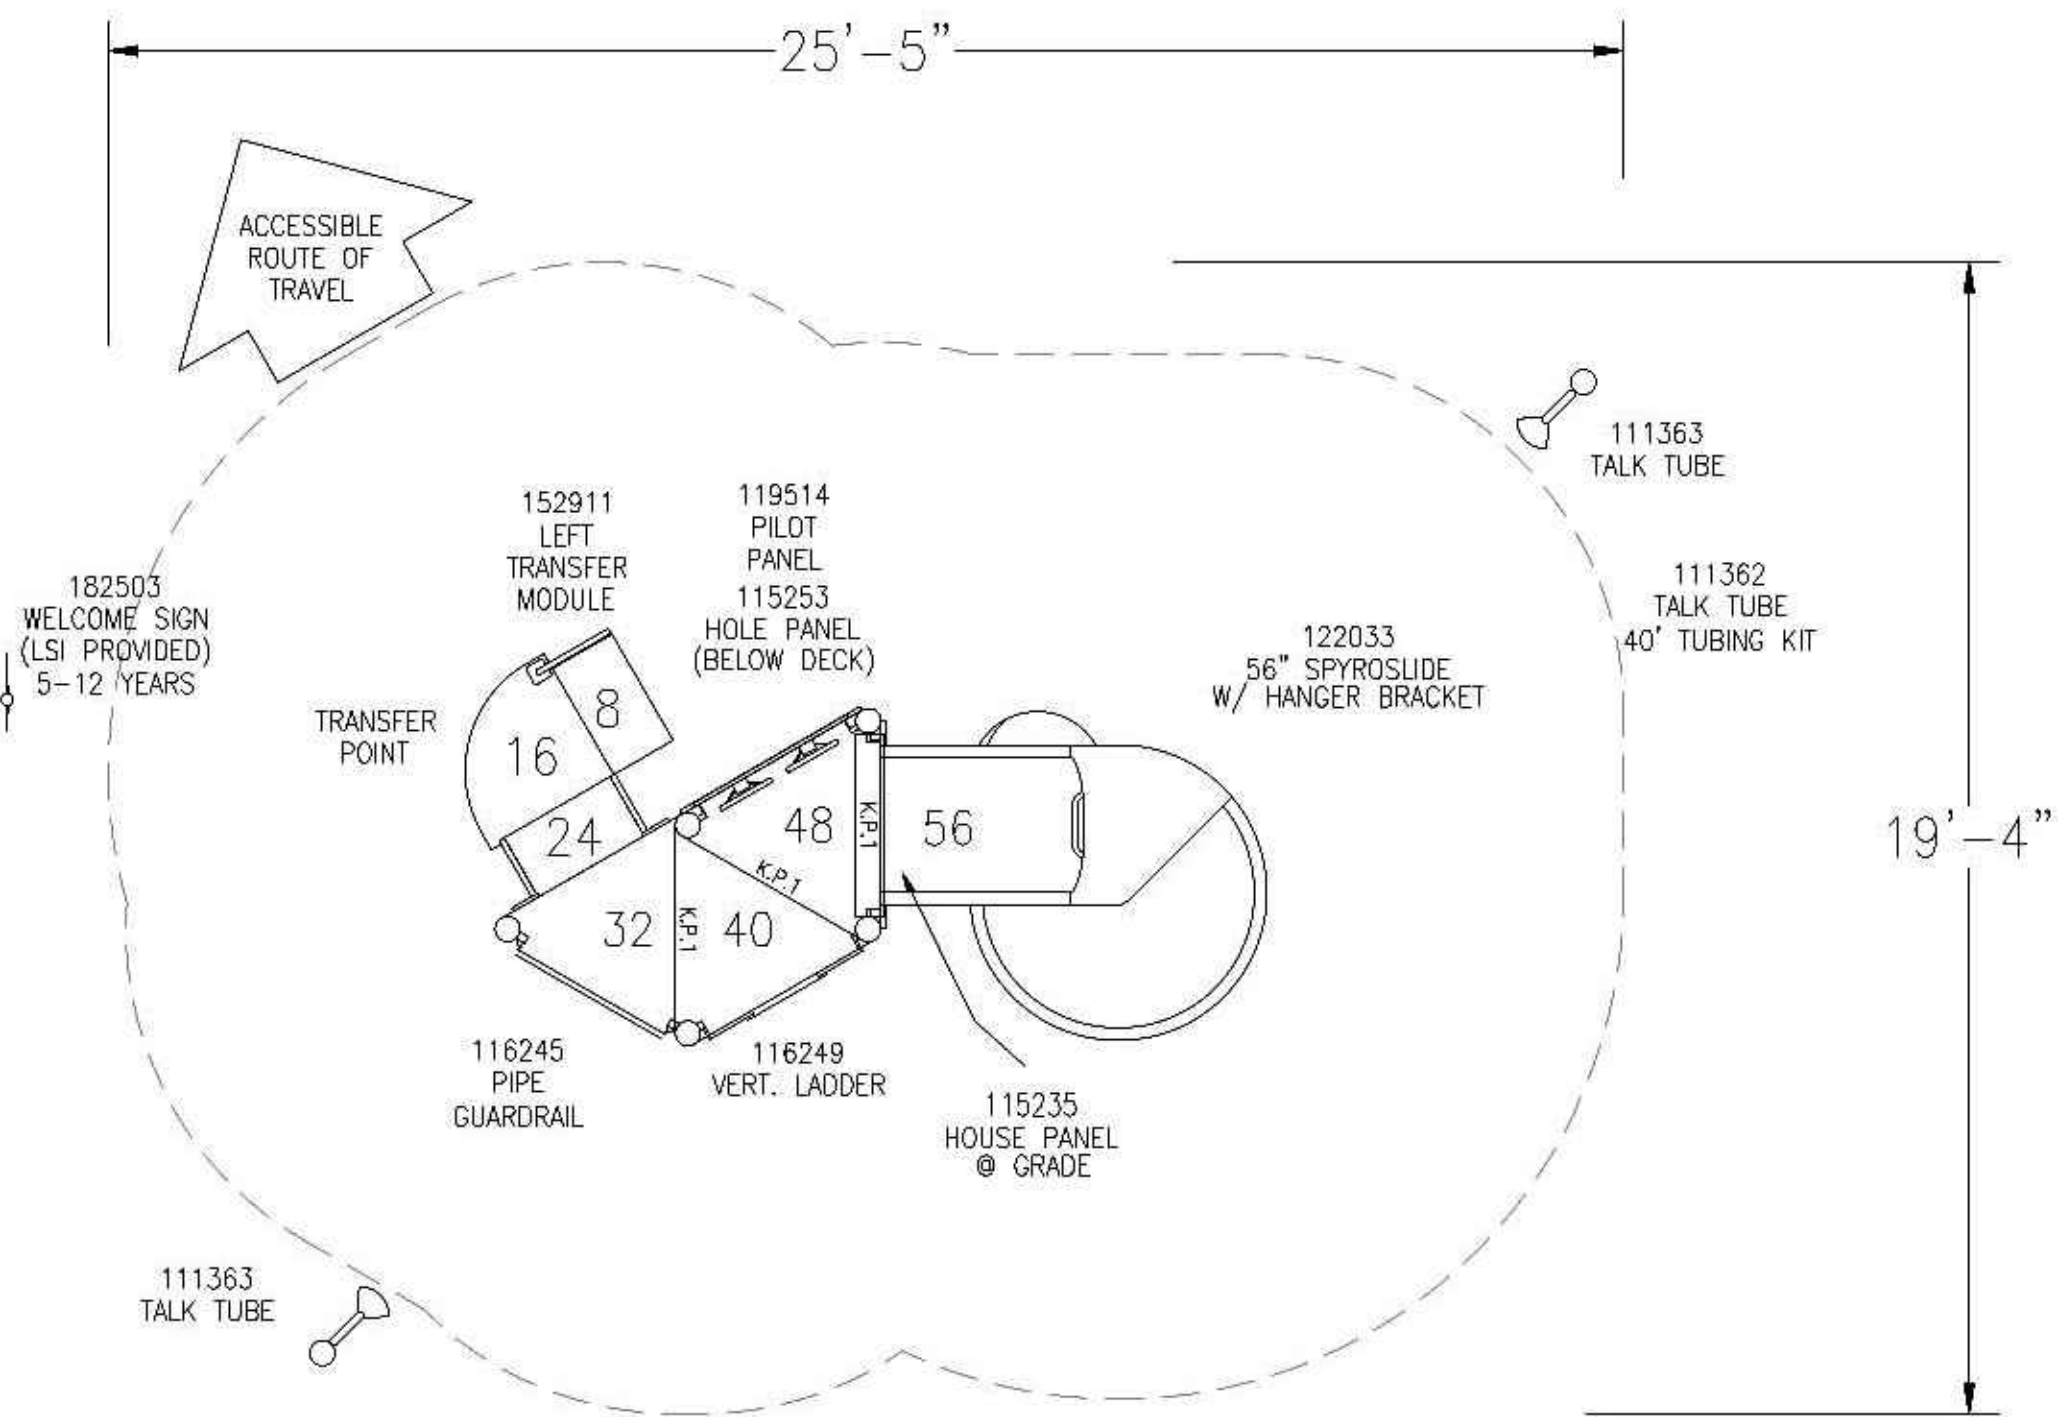 25'-5"
ACCESSIBLE
ROUTE OF
TRAVEL
111363
TALK TUBE
152911
LEFT
TRANSFER
MODULE
119514
PILOT
PANEL
115253
HOLE PANEL
(BELOW DECK)
182503
WELCOME SIGN
(LSI PROVIDED)
5-12 YEARS
111362
TALK TUBE
40' TUBING KIT
122033
56" SPYROSLIDE
W/ HANGER BRACKET
TRANSFER
POINT
8
16
24
48
K.P.1
56
19'-4"
K.P.1
32
K.P.1
40
116245
PIPE
GUARDRAIL
116249
VERT. LADDER
115235
HOUSE PANEL
@ GRADE
111363
TALK TUBE